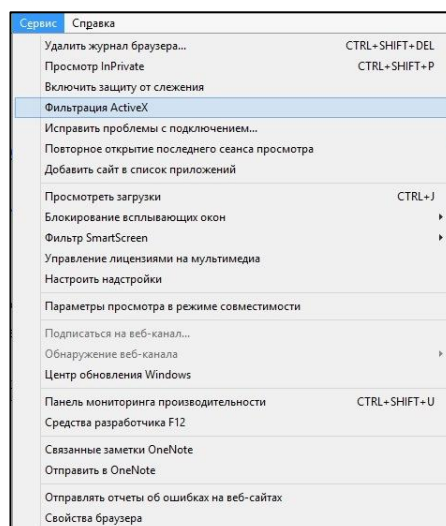 Сервис Справка
Удалить журнал браузера... CTRL+SHIFT+DEL
Просмотр InPrivate CTRL+SHIFT+P
Включить защиту от слежения
Фильтрация ActiveX
Исправить проблемы с подключением...
Повторное открытие последнего сеанса просмотра
Добавить сайт в список приложений
Просмотреть загрузки CTRL+J
Блокирование всплывающих окон
Фильтр SmartScreen
Управление лицензиями на мультимедиа
Настроить надстройки
Параметры просмотра в режиме совместимости
Подписаться на веб-канал...
Обнаружение веб-канала
Центр обновления Windows
Панель мониторинга производительности CTRL+SHIFT+U
Средства разработчика F12
Связанные заметки OneNote
Отправить в OneNote
Отправлять отчеты об ошибках на веб-сайтах
Свойства браузера